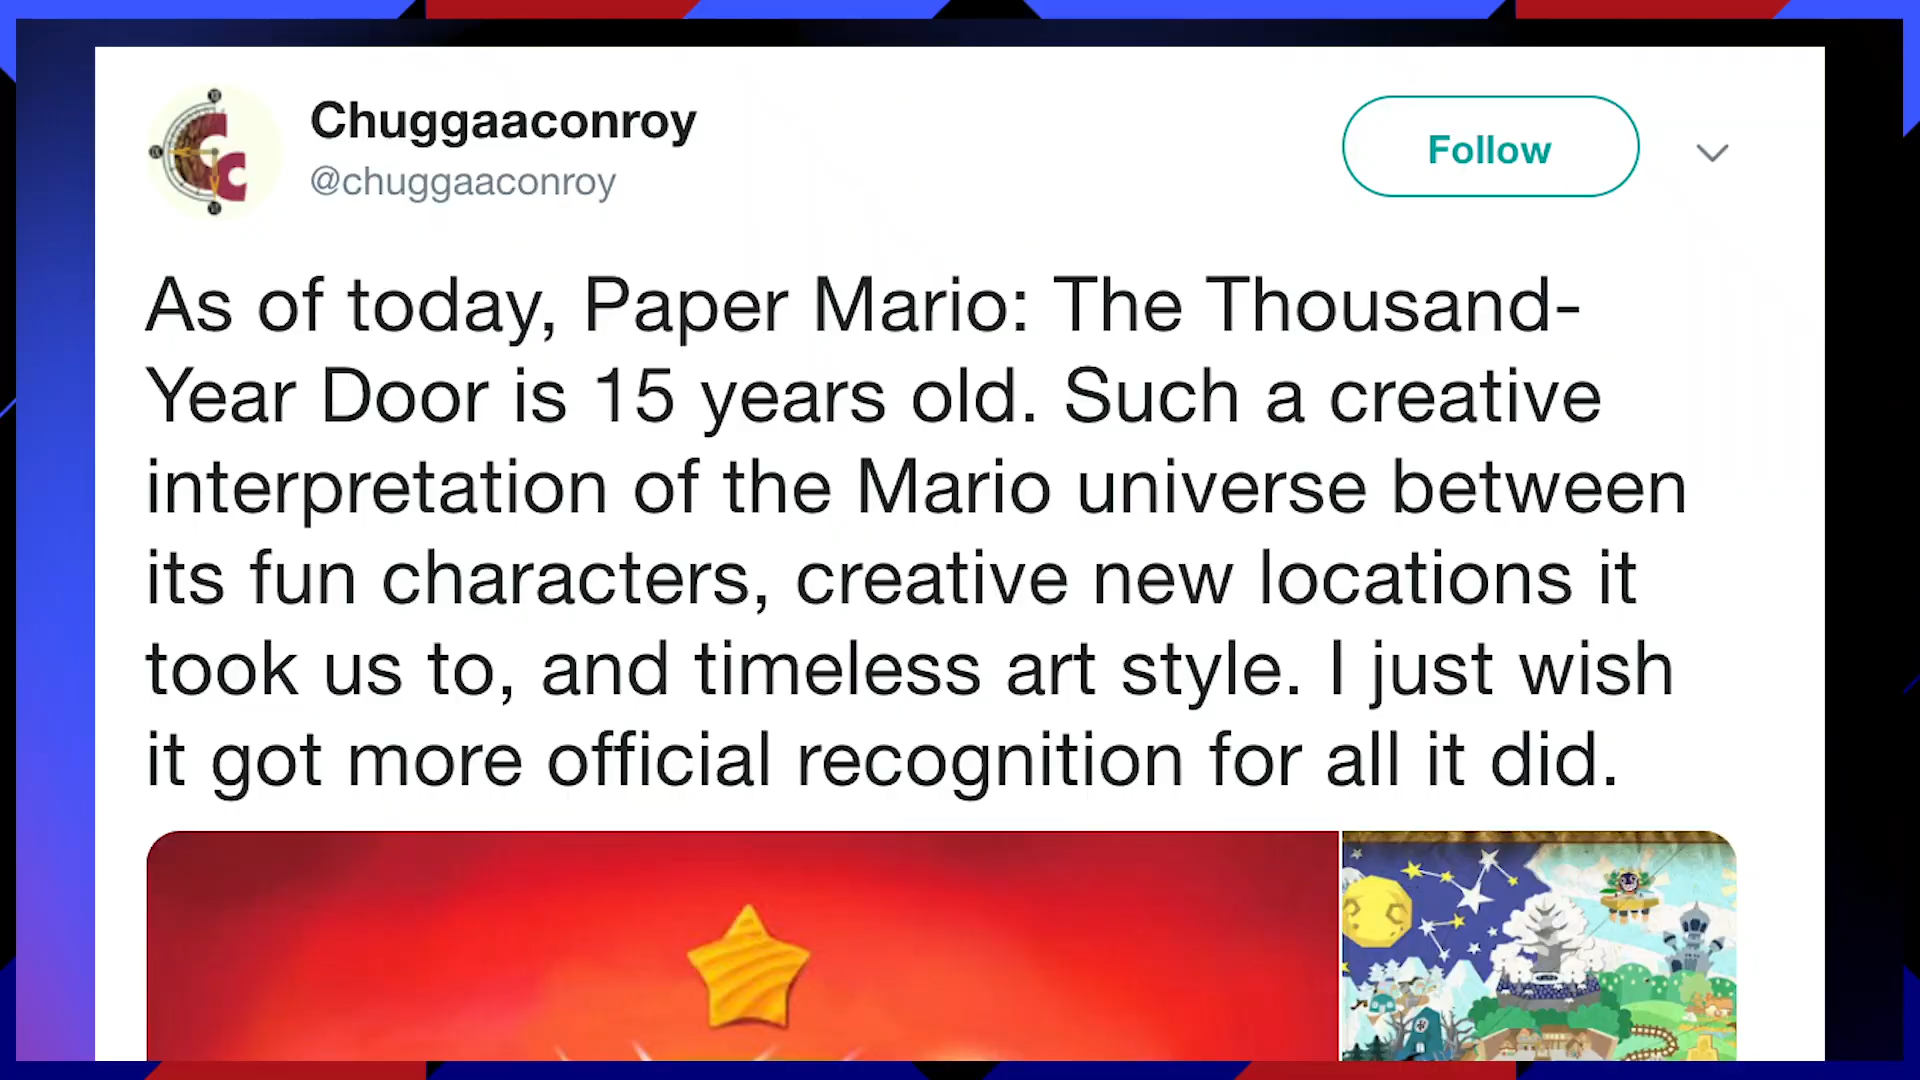 Chuggaaconroy
@chuggaaconroy
Follow
As of today, Paper Mario: The Thousand-
Year Door is 15 years old. Such a creative
interpretation of the Mario universe between
its fun characters, creative new locations it
took us to, and timeless art style. I just wish
it got more official recognition for all it did.